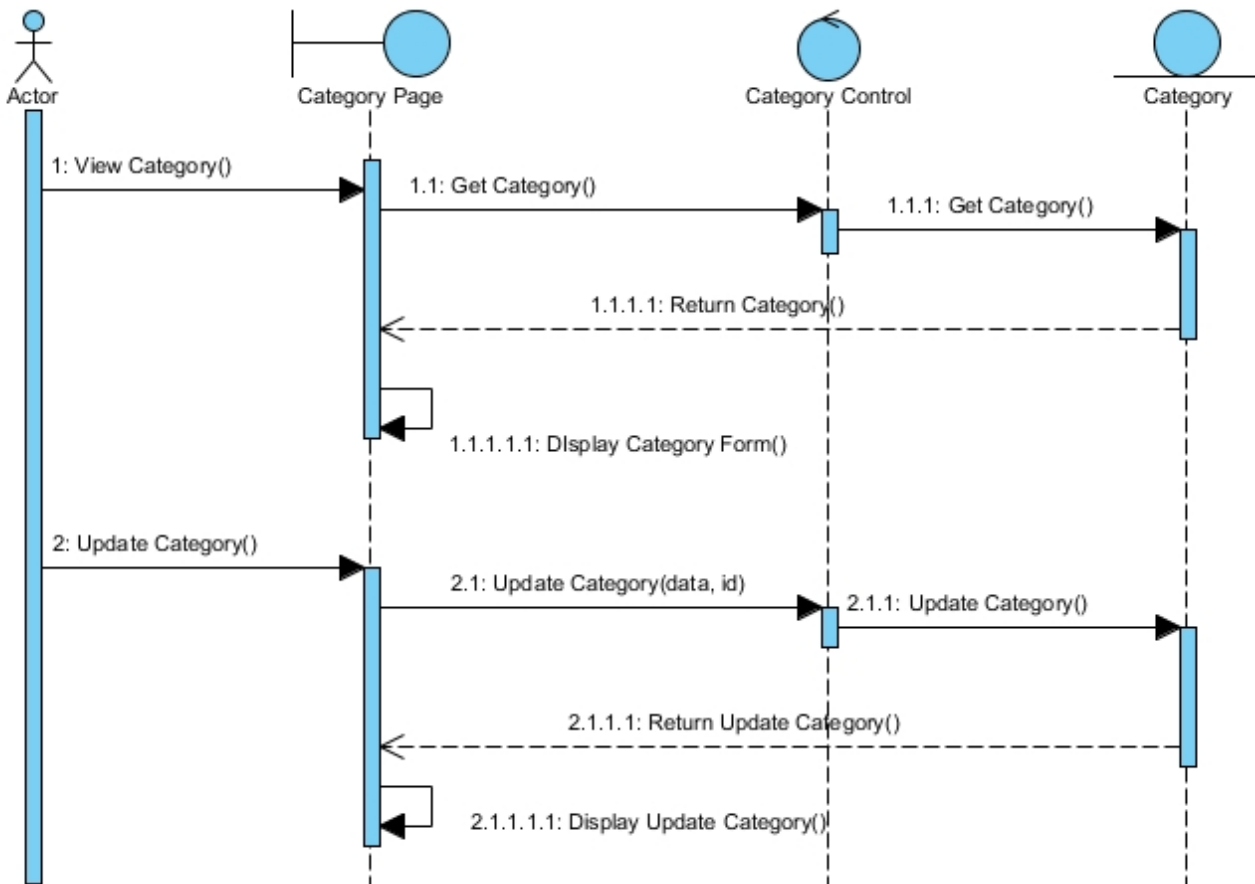 Actor
Category Page
Category Control
Category
1: View Category()
1.1: Get Category()
1.1.1: Get Category()
1.1.1.1: Return Category()
1.1.1.1.1: DIsplay Category Form()
2: Update Category()
2.1: Update Category(data, id)
2.1.1: Update Category()
2.1.1.1: Return Update Category()
2.1.1.1.1: Display Update Category()